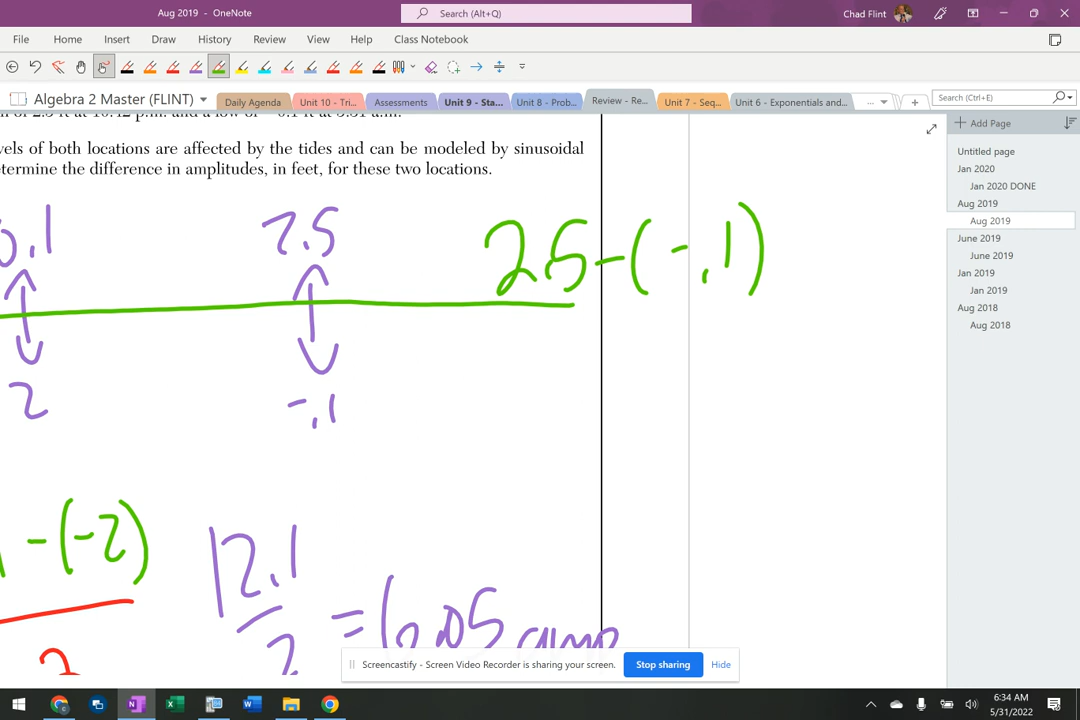 Aug 2019 - OneNote
Search (Alt+Q)
Chad Flint
File Home Insert Draw History Review View Help Class Notebook
Algebra 2 Master (FLINT)
Daily Agenda
Unit 10 - Tri...
Assessments
Unit 9 - Sta...
Unit 8 - Prob...
Review - Re...
Unit 7 - Seq...
Unit 6 - Exponentials and...
...
Search (Ctrl+E)
Add Page
Untitled page
Jan 2020
Jan 2020 DONE
Aug 2019
Aug 2019
June 2019
June 2019
Jan 2019
Jan 2019
Aug 2018
Aug 2018
vels of both locations are affected by the tides and can be modeled by sinusoidal
etermine the difference in amplitudes, in feet, for these two locations.
0.1 2.5 2.5-(-.1)
2 -.1
-(-2)
2
12.1
2
= 6.05
Screencastify - Screen Video Recorder is sharing your screen.
Stop sharing
Hide
6:34 AM
5/31/2022